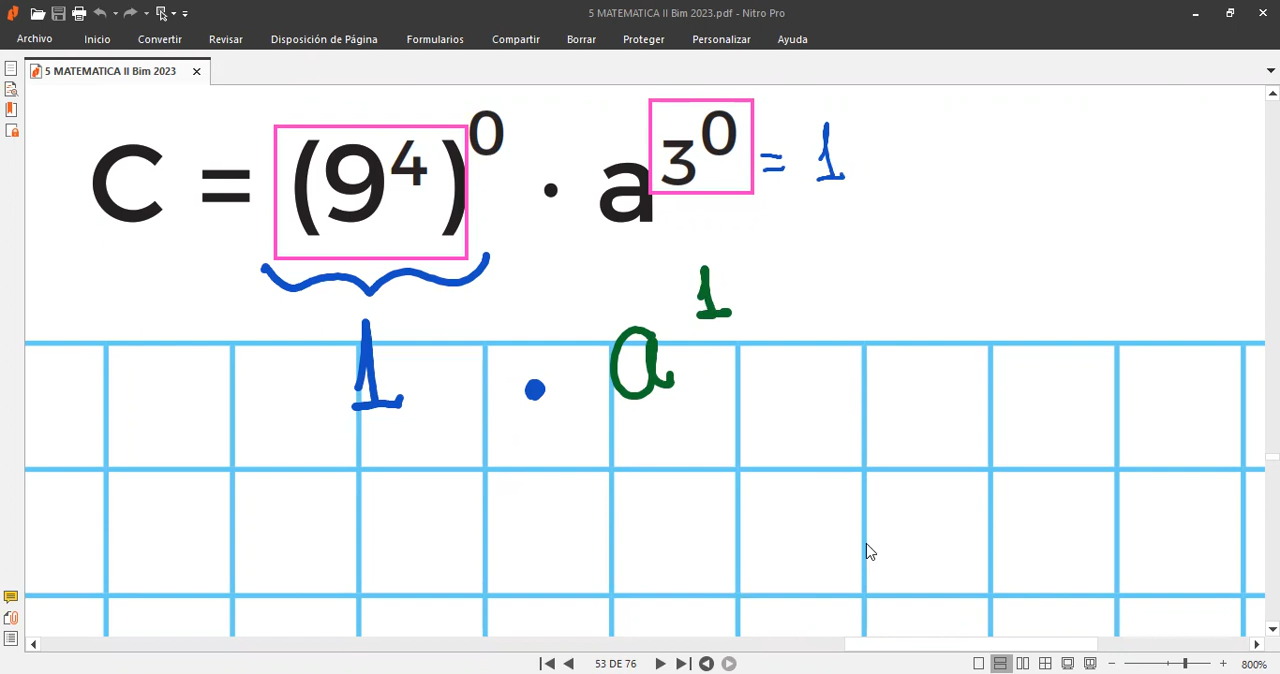 5 MATEMATICA II Bim 2023.pdf - Nitro Pro
Archivo Inicio Convertir Revisar Disposición de Página Formularios Compartir Borrar Proteger Personalizar Ayuda
5 MATEMATICA II Bim 2023
C = (9⁴)⁰ · a^3⁰ = 1
1 · a¹
53 DE 76
800%